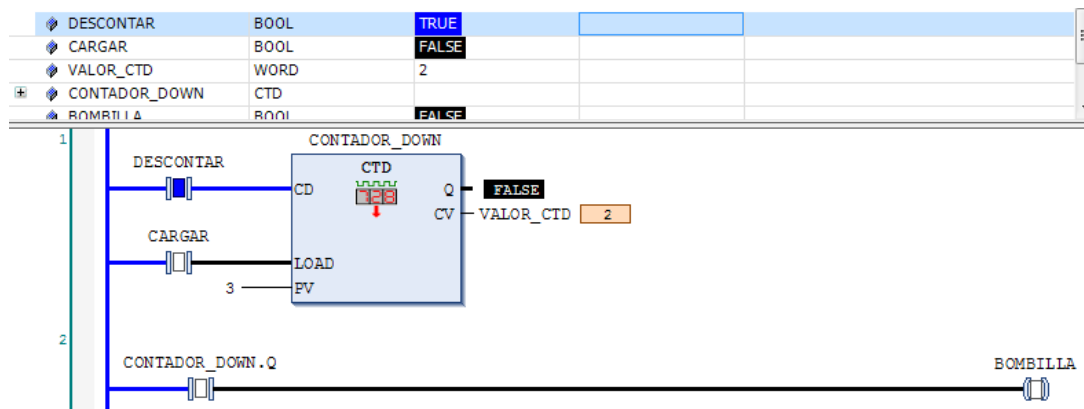 DESCONTAR BOOL TRUE
CARGAR BOOL FALSE
VALOR_CTD WORD 2
CONTADOR_DOWN CTD
BOMBILLA BOOL FALSE
1
CONTADOR_DOWN
DESCONTAR
CTD
728
CD Q FALSE
CV VALOR_CTD 2
CARGAR
LOAD
3 PV
2
CONTADOR_DOWN.Q BOMBILLA